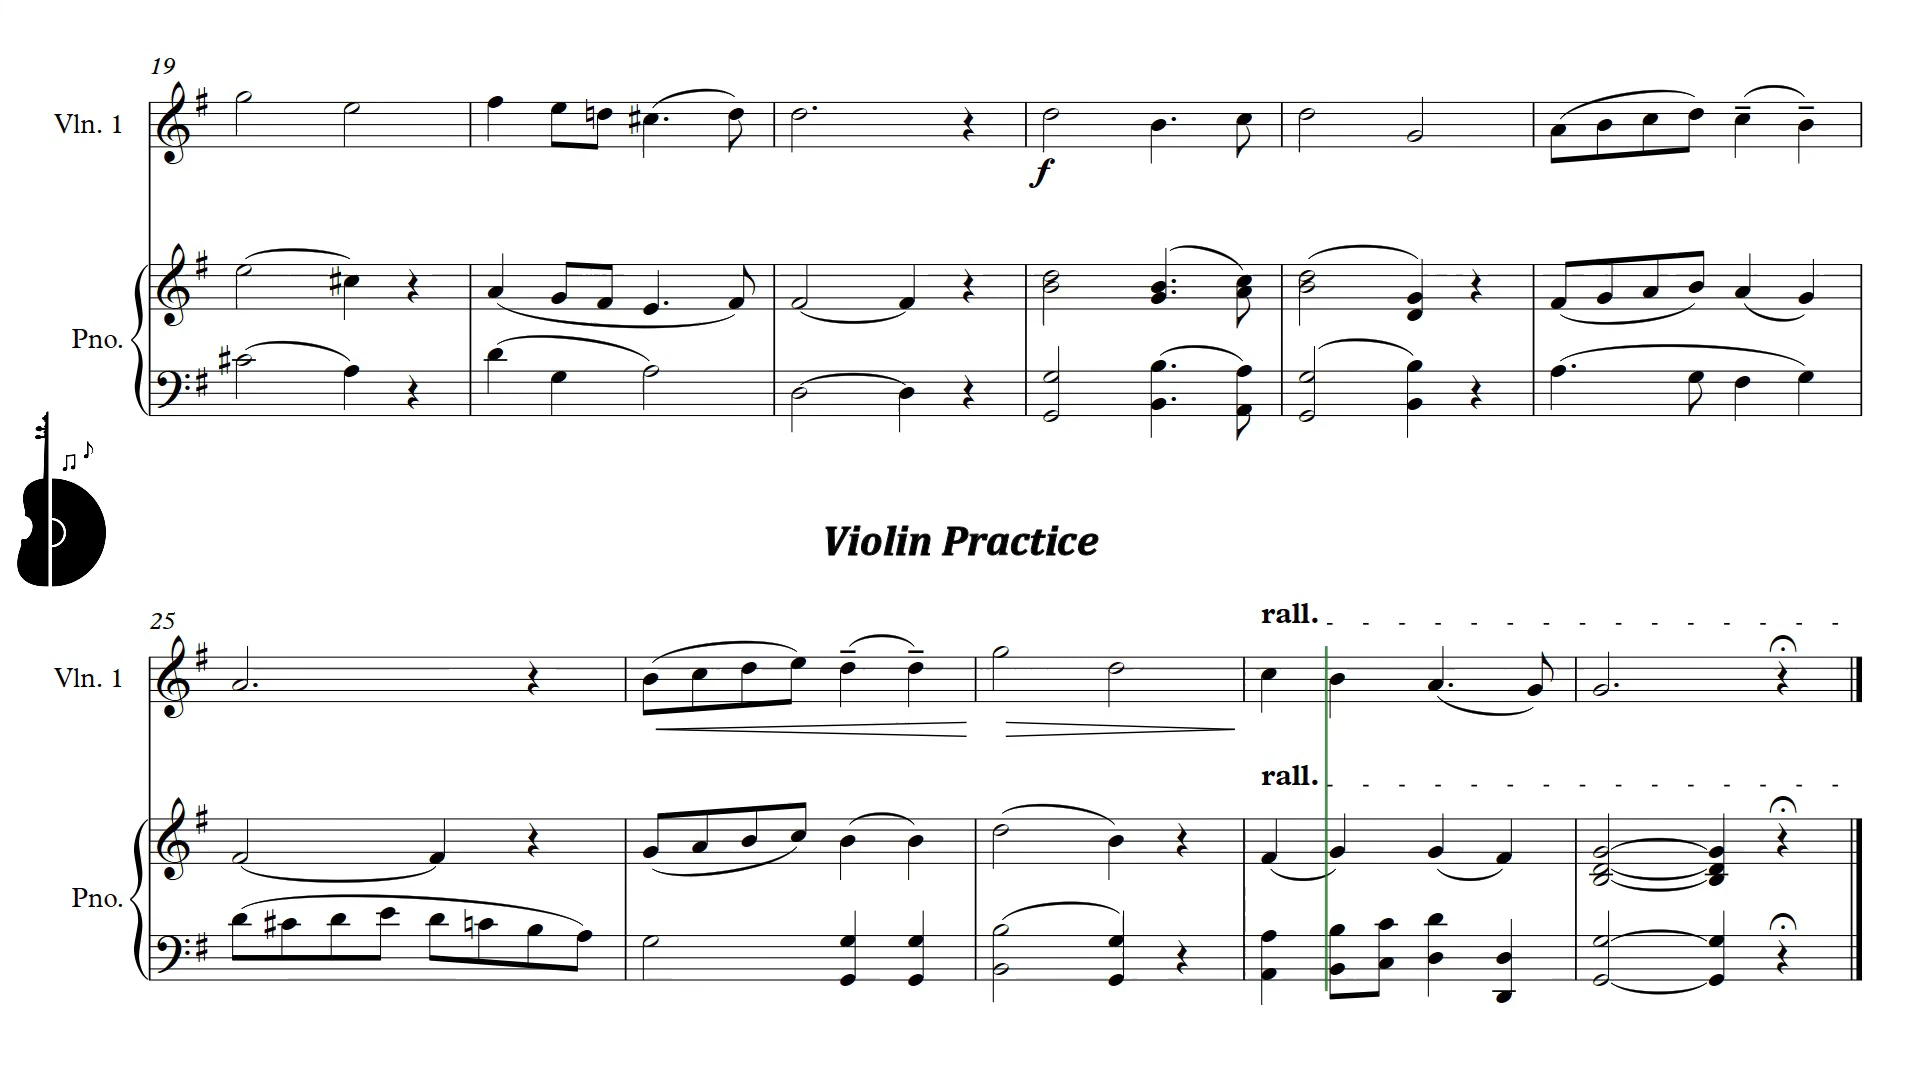 19
Vln. 1
f
Pno.
Violin Practice
25
rall.
Vln. 1
rall.
Pno.